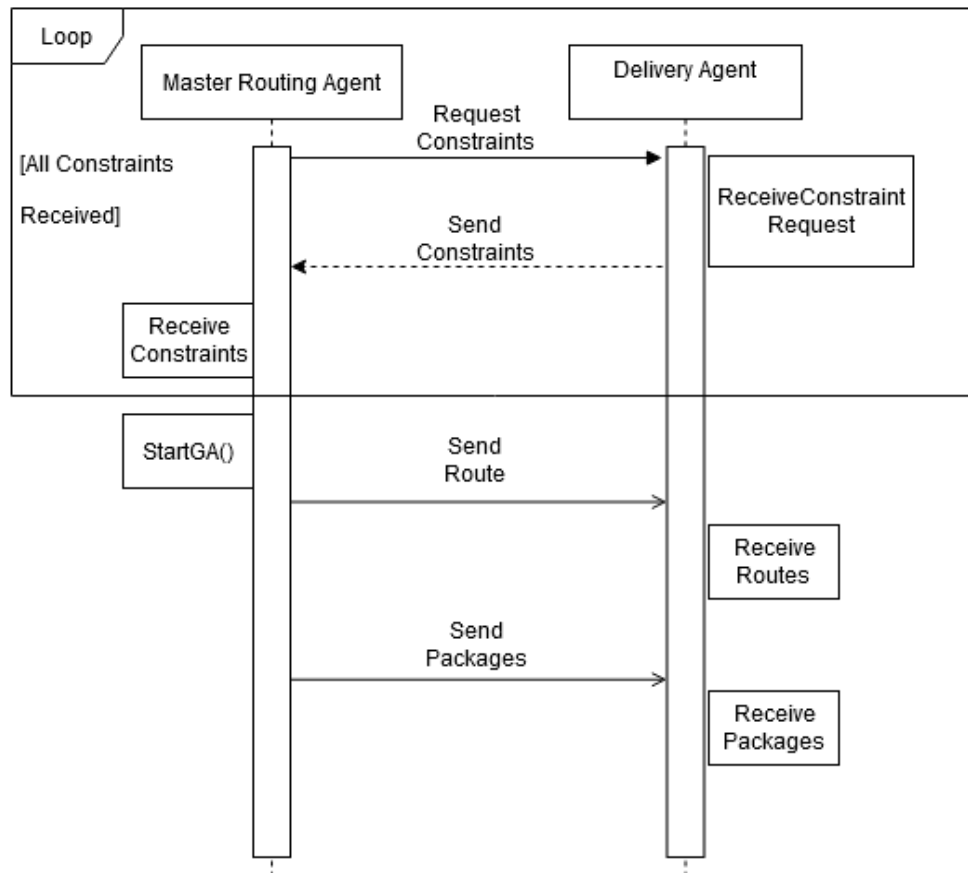 Loop
Master Routing Agent
Delivery Agent
Request
Constraints
[All Constraints
Received]
ReceiveConstraint
Request
Send
Constraints
Receive
Constraints
StartGA()
Send
Route
Receive
Routes
Send
Packages
Receive
Packages